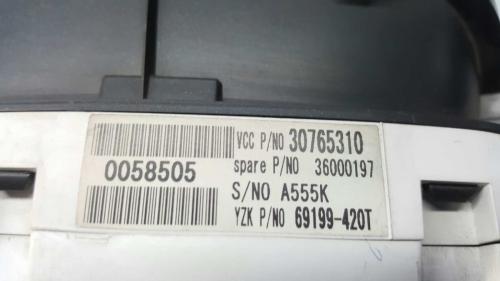 VCC P/NO 30765310
spare P/NO 36000197
0058505
S/NO A555K
YZK P/NO 69199-420T